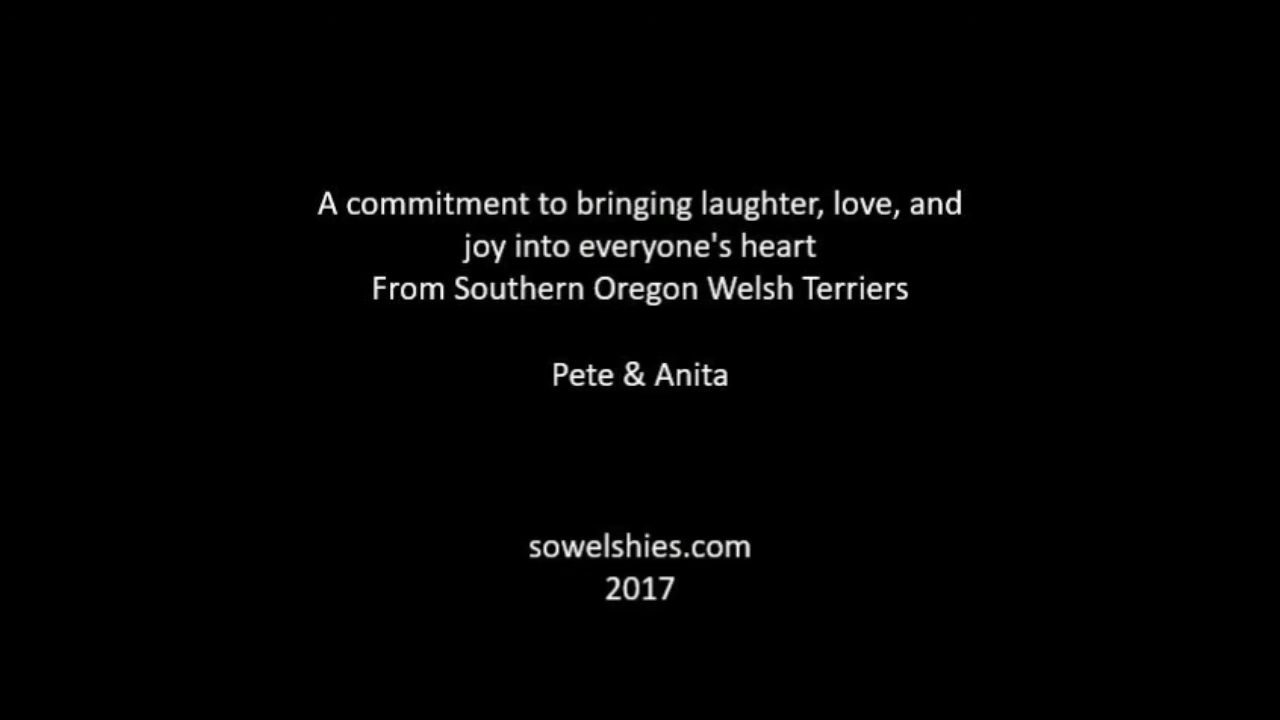 A commitment to bringing laughter, love, and
joy into everyone's heart
From Southern Oregon Welsh Terriers
Pete & Anita
sowelshies.com
2017